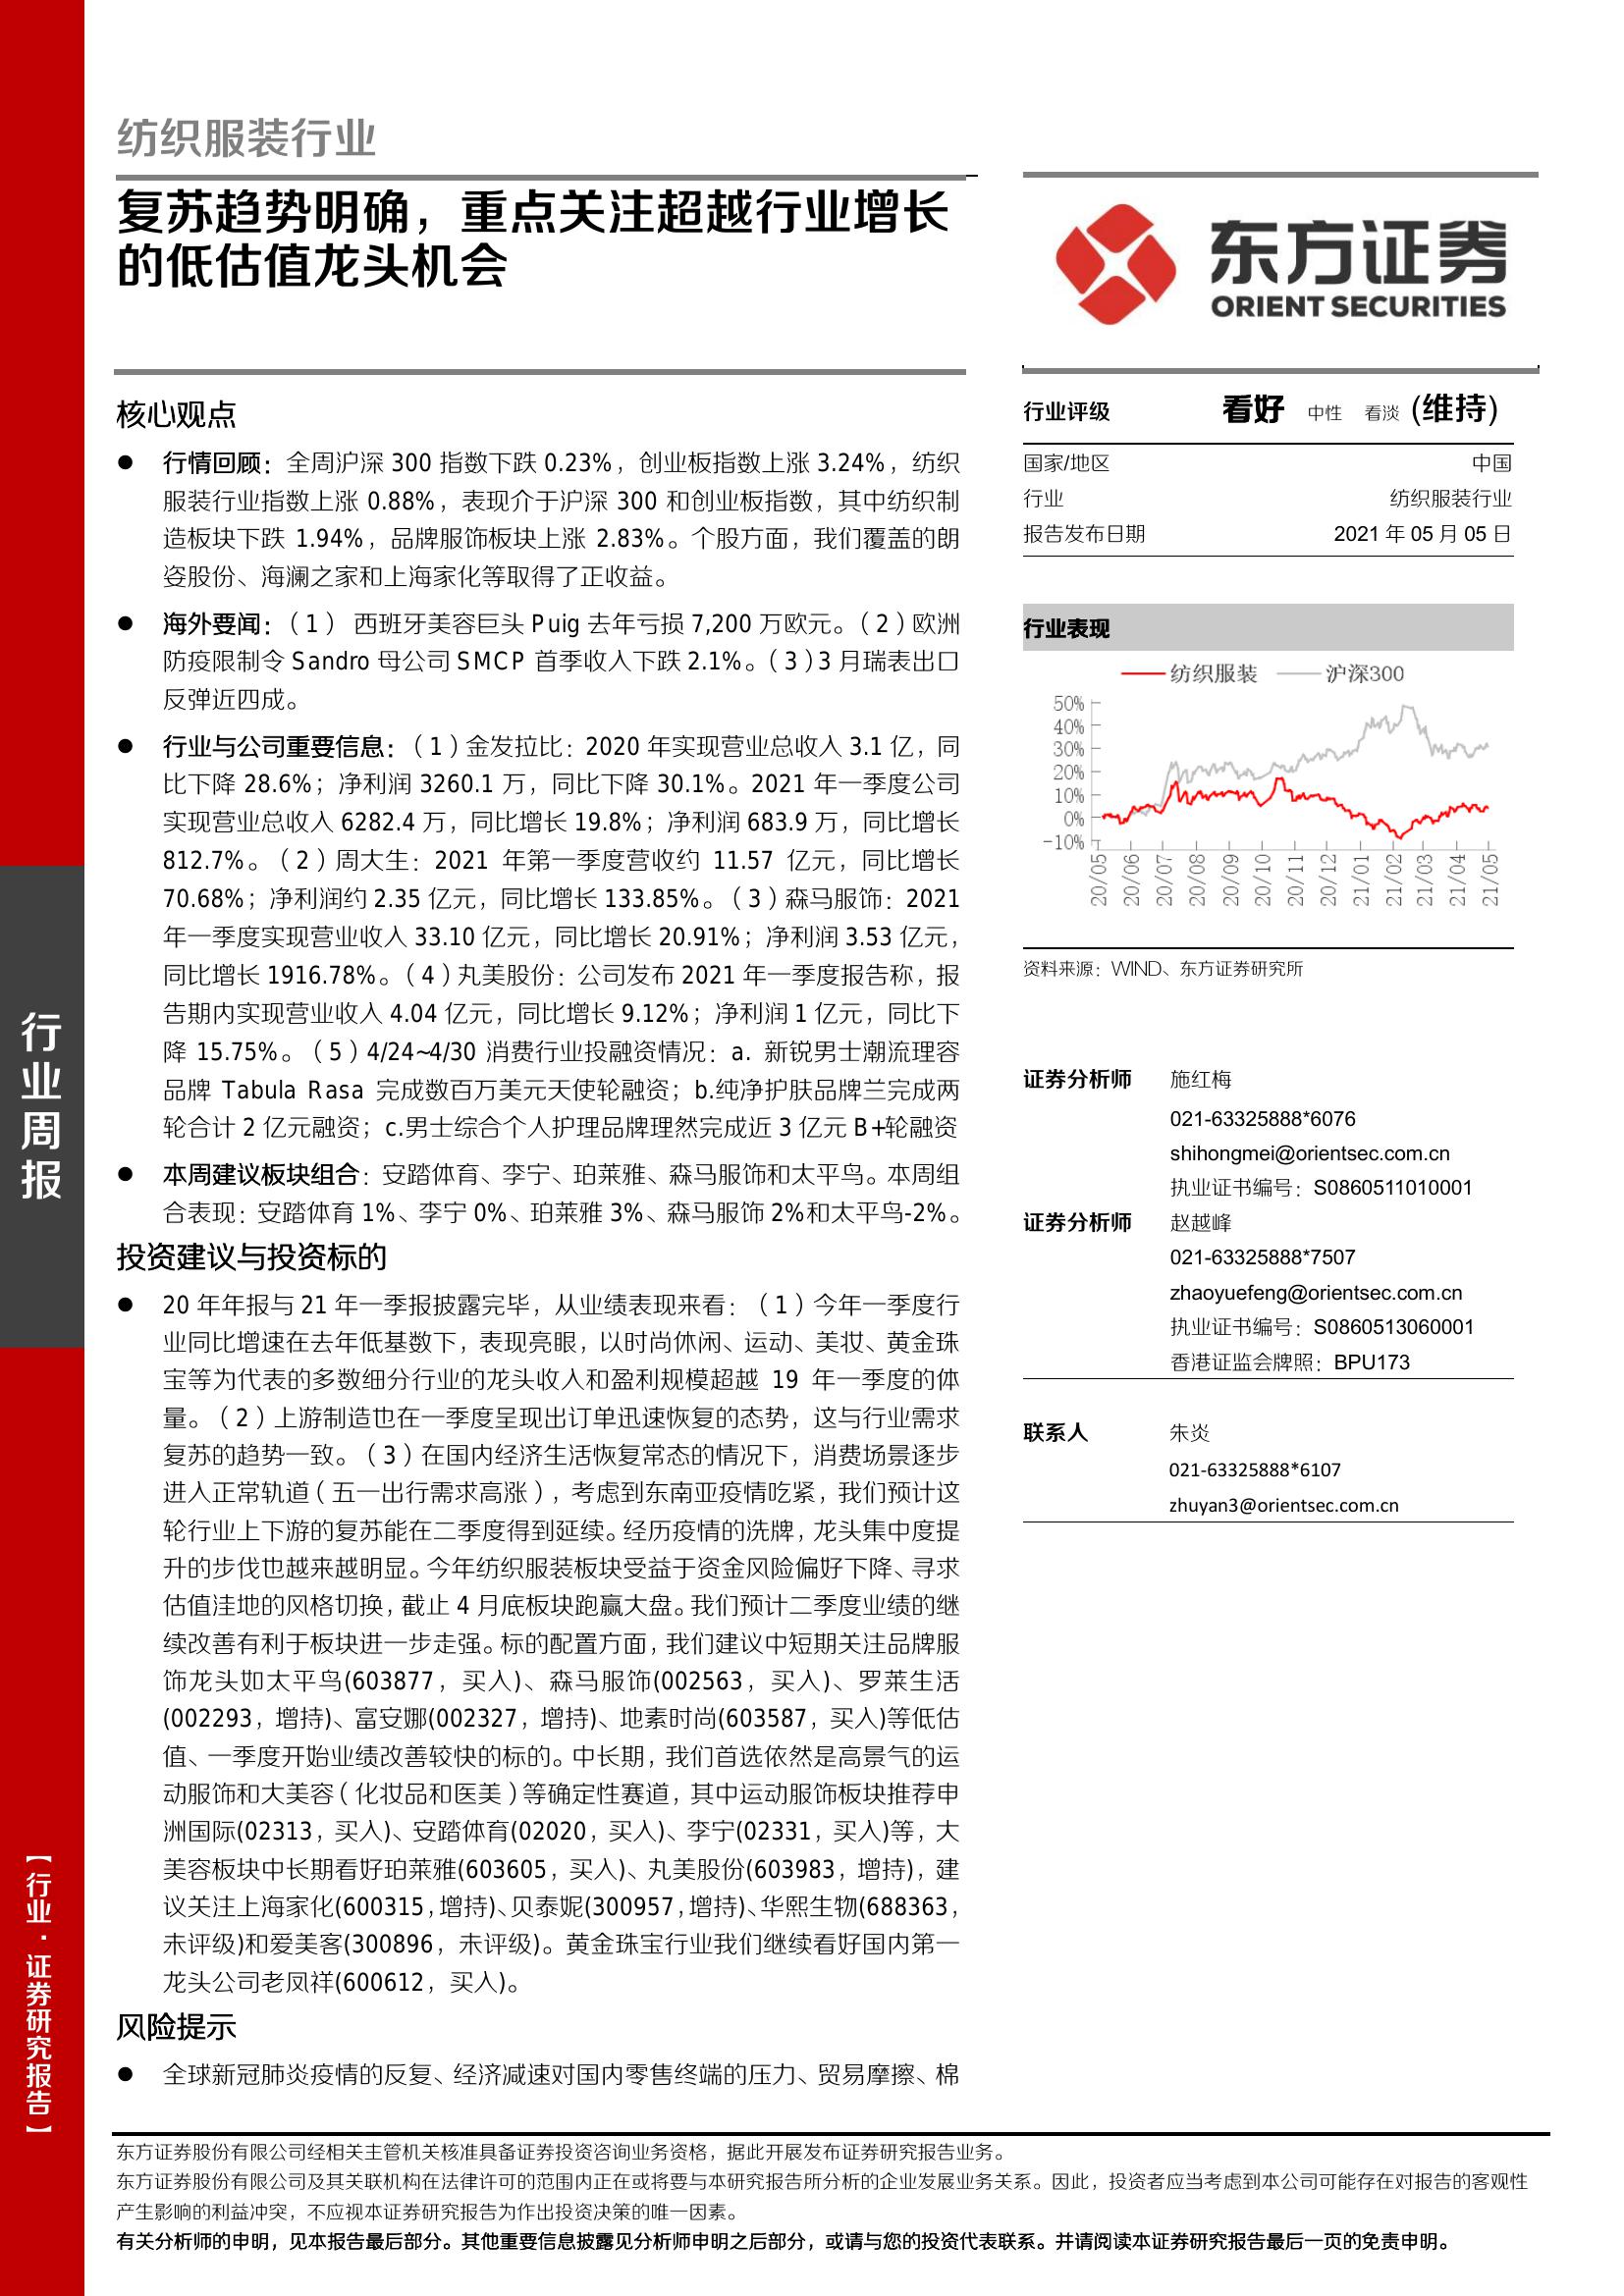 纺织服装行业
复苏趋势明确，重点关注超越行业增长
的低估值龙头机会
核心观点
● 行情回顾：全周沪深 300 指数下跌 0.23%，创业板指数上涨 3.24%，纺织
服装行业指数上涨 0.88%，表现介于沪深 300 和创业板指数，其中纺织制
造板块下跌 1.94%，品牌服饰板块上涨 2.83%。个股方面，我们覆盖的朗
姿股份、海澜之家和上海家化等取得了正收益。
● 海外要闻：（1） 西班牙美容巨头 Puig 去年亏损 7,200 万欧元。（2）欧洲
防疫限制令 Sandro 母公司 SMCP 首季收入下跌 2.1%。（3）3 月瑞表出口
反弹近四成。
● 行业与公司重要信息：（1）金发拉比：2020 年实现营业总收入 3.1 亿，同
比下降 28.6%；净利润 3260.1 万，同比下降 30.1%。2021 年一季度公司
实现营业总收入 6282.4 万，同比增长 19.8%；净利润 683.9 万，同比增长
812.7%。（2）周大生：2021 年第一季度营收约 11.57 亿元，同比增长
70.68%；净利润约 2.35 亿元，同比增长 133.85%。（3）森马服饰：2021
年一季度实现营业收入 33.10 亿元，同比增长 20.91%；净利润 3.53 亿元，
同比增长 1916.78%。（4）丸美股份：公司发布 2021 年一季度报告称，报
告期内实现营业收入 4.04 亿元，同比增长 9.12%；净利润 1 亿元，同比下
降 15.75%。（5）4/24~4/30 消费行业投融资情况：a. 新锐男士潮流理容
品牌 Tabula Rasa 完成数百万美元天使轮融资；b.纯净护肤品牌兰完成两
轮合计 2 亿元融资；c.男士综合个人护理品牌理然完成近 3 亿元 B+轮融资
● 本周建议板块组合：安踏体育、李宁、珀莱雅、森马服饰和太平鸟。本周组
合表现：安踏体育 1%、李宁 0%、珀莱雅 3%、森马服饰 2%和太平鸟-2%。
投资建议与投资标的
● 20 年年报与 21 年一季报披露完毕，从业绩表现来看：（1）今年一季度行
业同比增速在去年低基数下，表现亮眼，以时尚休闲、运动、美妆、黄金珠
宝等为代表的多数细分行业的龙头收入和盈利规模超越 19 年一季度的体
量。（2）上游制造也在一季度呈现出订单迅速恢复的态势，这与行业需求
复苏的趋势一致。（3）在国内经济生活恢复常态的情况下，消费场景逐步
进入正常轨道（五一出行需求高涨），考虑到东南亚疫情吃紧，我们预计这
轮行业上下游的复苏能在二季度得到延续。经历疫情的洗牌，龙头集中度提
升的步伐也越来越明显。今年纺织服装板块受益于资金风险偏好下降、寻求
估值洼地的风格切换，截止 4 月底板块跑赢大盘。我们预计二季度业绩的继
续改善有利于板块进一步走强。标的配置方面，我们建议中短期关注品牌服
饰龙头如太平鸟(603877，买入)、森马服饰(002563，买入)、罗莱生活
(002293，增持)、富安娜(002327，增持)、地素时尚(603587，买入)等低估
值、一季度开始业绩改善较快的标的。中长期，我们首选依然是高景气的运
动服饰和大美容（化妆品和医美）等确定性赛道，其中运动服饰板块推荐申
洲国际(02313，买入)、安踏体育(02020，买入)、李宁(02331，买入)等，大
美容板块中长期看好珀莱雅(603605，买入)、丸美股份(603983，增持)，建
议关注上海家化(600315，增持)、贝泰妮(300957，增持)、华熙生物(688363，
未评级)和爱美客(300896，未评级)。黄金珠宝行业我们继续看好国内第一
龙头公司老凤祥(600612，买入)。
风险提示
● 全球新冠肺炎疫情的反复、经济减速对国内零售终端的压力、贸易摩擦、棉
东方证券
ORIENT SECURITIES
行业评级 看好 中性 看淡 (维持)
国家/地区 中国
行业 纺织服装行业
报告发布日期 2021 年 05 月 05 日
行业表现
纺织服装 沪深300
50%
40%
30%
20%
10%
0%
-10%
20/05 20/06 20/07 20/08 20/09 20/10 20/11 20/12 21/01 21/02 21/03 21/04 21/05
资料来源：WIND、东方证券研究所
证券分析师 施红梅
021-63325888*6076
shihongmei@orientsec.com.cn
执业证书编号：S0860511010001
证券分析师 赵越峰
021-63325888*7507
zhaoyuefeng@orientsec.com.cn
执业证书编号：S0860513060001
香港证监会牌照：BPU173
联系人 朱炎
021-63325888*6107
zhuyan3@orientsec.com.cn
行业周报
【行业·证券研究报告】
东方证券股份有限公司经相关主管机关核准具备证券投资咨询业务资格，据此开展发布证券研究报告业务。
东方证券股份有限公司及其关联机构在法律许可的范围内正在或将要与本研究报告所分析的企业发展业务关系。因此，投资者应当考虑到本公司可能存在对报告的客观性
产生影响的利益冲突，不应视本证券研究报告为作出投资决策的唯一因素。
有关分析师的申明，见本报告最后部分。其他重要信息披露见分析师申明之后部分，或请与您的投资代表联系。并请阅读本证券研究报告最后一页的免责申明。